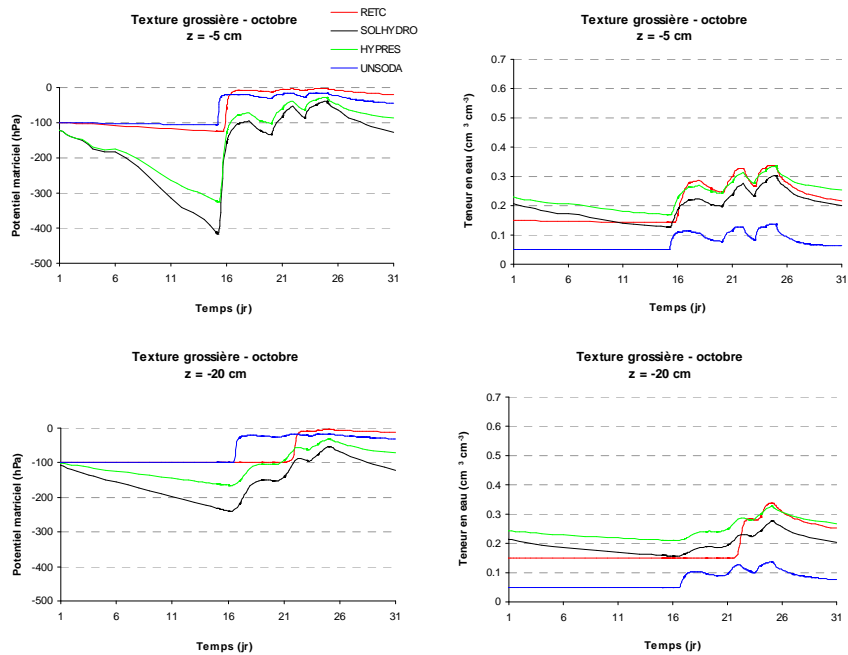 Texture grossière - octobre
z = -5 cm
RETC
SOLHYDRO
HYPRES
UNSODA
0
-100
-200
-300
-400
-500
Potentiel matriciel (hPa)
1 6 11 16 21 26 31
Temps (jr)
Texture grossière - octobre
z = -5 cm
0.7
0.6
0.5
0.4
0.3
0.2
0.1
0
Teneur en eau (cm³ cm-³)
1 6 11 16 21 26 31
Temps (jr)
Texture grossière - octobre
z = -20 cm
0
-100
-200
-300
-400
-500
Potentiel matriciel (hPa)
1 6 11 16 21 26 31
Temps (jr)
Texture grossière - octobre
z = -20 cm
0.7
0.6
0.5
0.4
0.3
0.2
0.1
0
Teneur en eau (cm³ cm-³)
1 6 11 16 21 26 31
Temps (jr)